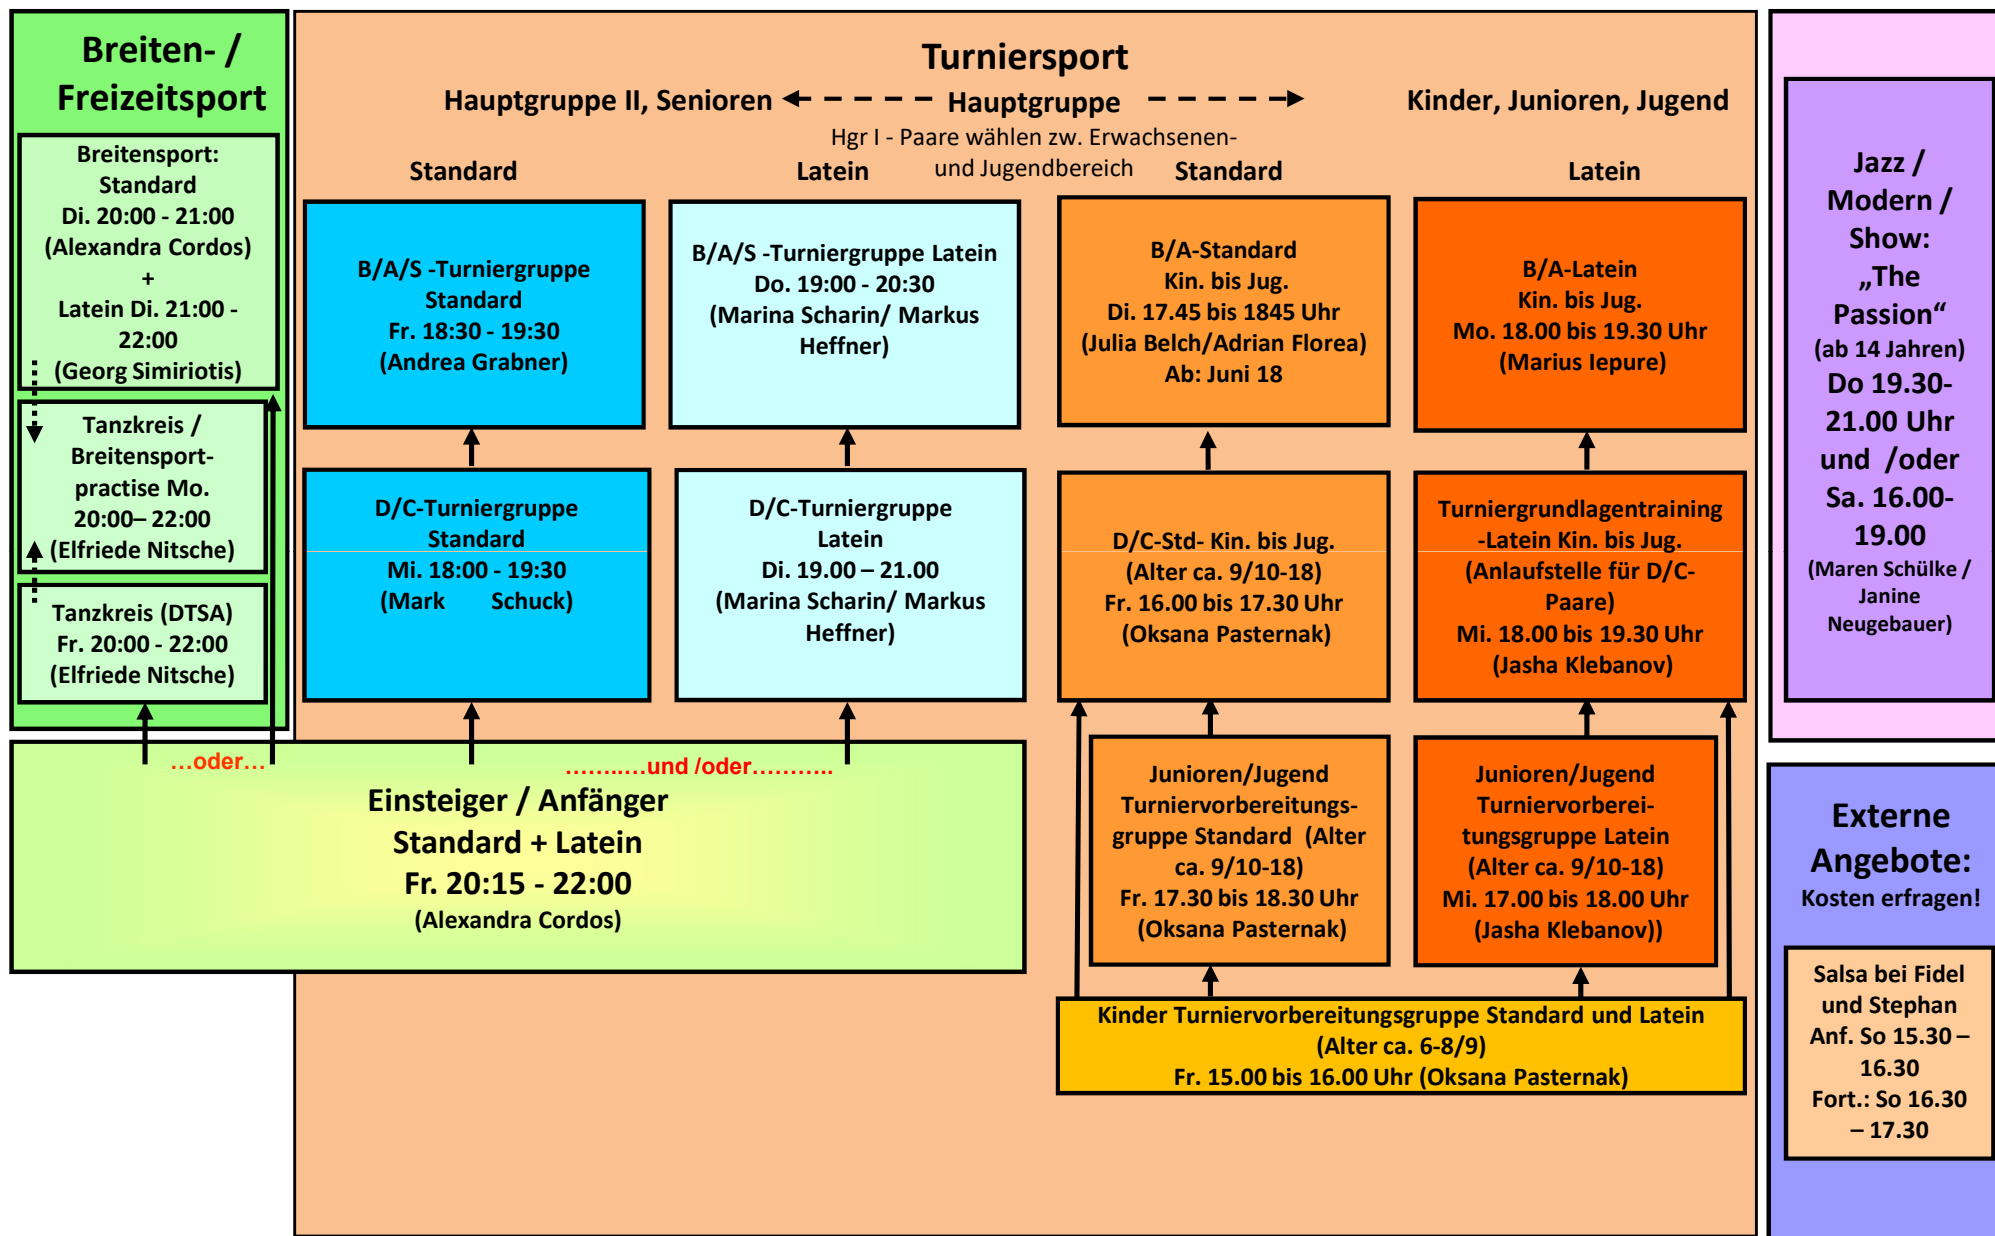 Breiten- /
Freizeitsport
Breitensport:
Standard
Di. 20:00 - 21:00
(Alexandra Cordos)
+
Latein Di. 21:00 -
22:00
(Georg Simiriotis)
Tanzkreis /
Breitensport-
practise Mo.
20:00– 22:00
(Elfriede Nitsche)
Tanzkreis (DTSA)
Fr. 20:00 - 22:00
(Elfriede Nitsche)
Turniersport
Hauptgruppe II, Senioren
Hauptgruppe
Kinder, Junioren, Jugend
Hgr I - Paare wählen zw. Erwachsenen-
und Jugendbereich
Standard
Latein
Standard
Latein
B/A/S -Turniergruppe
Standard
Fr. 18:30 - 19:30
(Andrea Grabner)
B/A/S -Turniergruppe Latein
Do. 19:00 - 20:30
(Marina Scharin/ Markus
Heffner)
B/A-Standard
Kin. bis Jug.
Di. 17.45 bis 1845 Uhr
(Julia Belch/Adrian Florea)
Ab: Juni 18
B/A-Latein
Kin. bis Jug.
Mo. 18.00 bis 19.30 Uhr
(Marius Iepure)
D/C-Turniergruppe
Standard
Mi. 18:00 - 19:30
(Mark Schuck)
D/C-Turniergruppe
Latein
Di. 19.00 – 21.00
(Marina Scharin/ Markus
Heffner)
D/C-Std- Kin. bis Jug.
(Alter ca. 9/10-18)
Fr. 16.00 bis 17.30 Uhr
(Oksana Pasternak)
Turniergrundlagentraining
-Latein Kin. bis Jug.
(Anlaufstelle für D/C-
Paare)
Mi. 18.00 bis 19.30 Uhr
(Jasha Klebanov)
…oder…
……..…und /oder………..
Einsteiger / Anfänger
Standard + Latein
Fr. 20:15 - 22:00
(Alexandra Cordos)
Junioren/Jugend
Turniervorbereitungs-
gruppe Standard (Alter
ca. 9/10-18)
Fr. 17.30 bis 18.30 Uhr
(Oksana Pasternak)
Junioren/Jugend
Turniervorberei-
tungsgruppe Latein
(Alter ca. 9/10-18)
Mi. 17.00 bis 18.00 Uhr
(Jasha Klebanov))
Kinder Turniervorbereitungsgruppe Standard und Latein
(Alter ca. 6-8/9)
Fr. 15.00 bis 16.00 Uhr (Oksana Pasternak)
Jazz /
Modern /
Show:
„The
Passion“
(ab 14 Jahren)
Do 19.30-
21.00 Uhr
und /oder
Sa. 16.00-
19.00
(Maren Schülke /
Janine
Neugebauer)
Externe
Angebote:
Kosten erfragen!
Salsa bei Fidel
und Stephan
Anf. So 15.30 –
16.30
Fort.: So 16.30
– 17.30